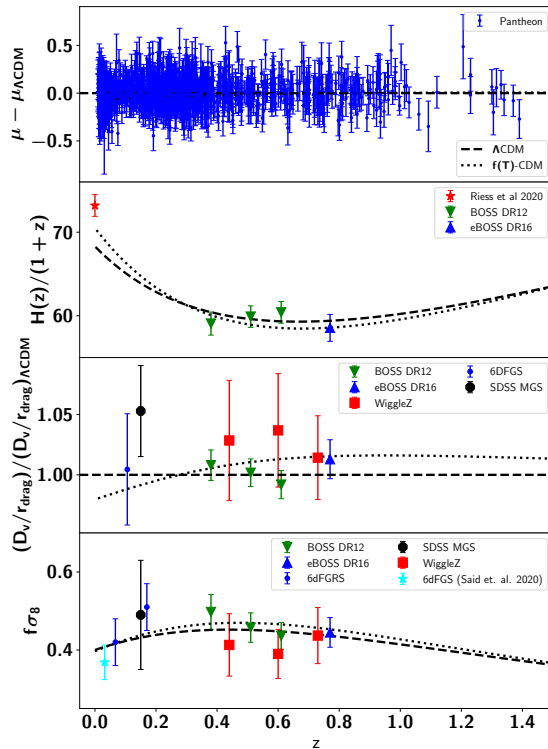 0.5
0.0
−0.5
μ − μΛCDM
Pantheon
ΛCDM
f(T)-CDM
70
60
H(z)/(1 + z)
Riess et al 2020
BOSS DR12
eBOSS DR16
1.05
1.00
(Dv/rdrag)/(Dv/rdrag)ΛCDM
BOSS DR12
eBOSS DR16
WiggleZ
6DFGS
SDSS MGS
0.6
0.4
fσ8
BOSS DR12
eBOSS DR16
6dFGRS
SDSS MGS
WiggleZ
6dFGS (Said et. al. 2020)
0.0 0.2 0.4 0.6 0.8 1.0 1.2 1.4
z